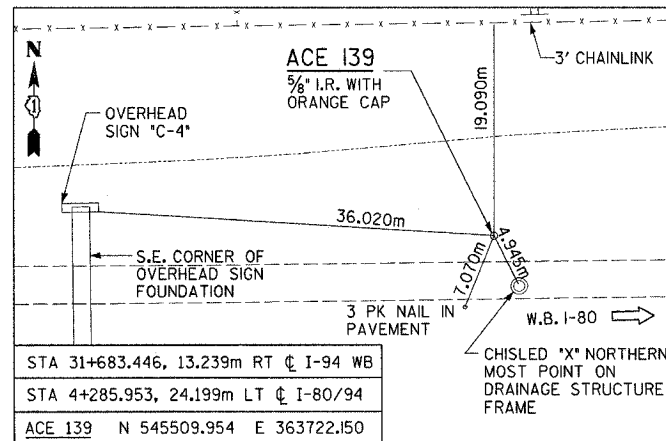 N
1
OVERHEAD
SIGN "C-4"
ACE 139
5/8" I.R. WITH
ORANGE CAP
3' CHAINLINK
19.090m
36.020m
4.945m
7.070m
S.E. CORNER OF
OVERHEAD SIGN
FOUNDATION
3 PK NAIL IN
PAVEMENT
W.B. I-80
CHISLED "X" NORTHERN
MOST POINT ON
DRAINAGE STRUCTURE
FRAME
STA 31+683.446, 13.239m RT ℄ I-94 WB
STA 4+285.953, 24.199m LT ℄ I-80/94
ACE 139 N 545509.954 E 363722.150